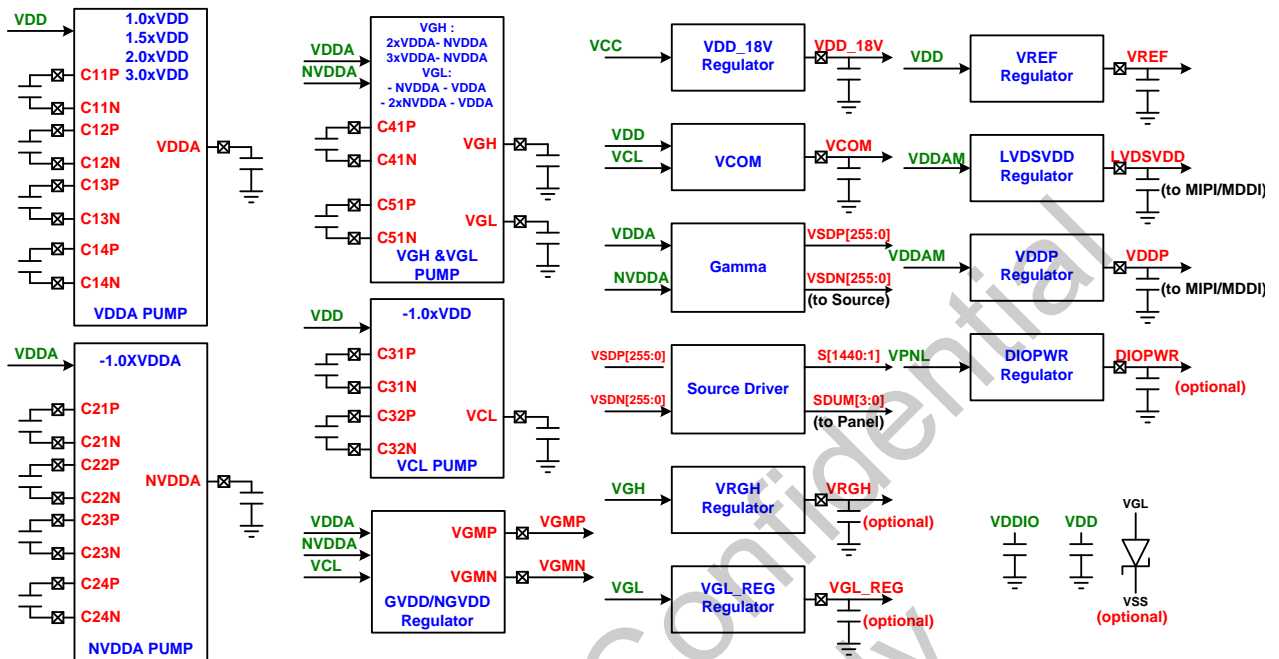 VDD
1.0xVDD
1.5xVDD
2.0xVDD
3.0xVDD
C11P
C11N
C12P
C12N
C13P
C13N
C14P
C14N
VDDA
VDDA PUMP
VDDA
-1.0XVDDA
C21P
C21N
C22P
C22N
C23P
C23N
C24P
C24N
NVDDA
NVDDA PUMP
VDDA
NVDDA
VGH :
2xVDDA- NVDDA
3xVDDA- NVDDA
VGL:
- NVDDA - VDDA
- 2xNVDDA - VDDA
C41P
C41N
C51P
C51N
VGH
VGL
VGH &VGL
PUMP
VDD
-1.0xVDD
C31P
C31N
C32P
C32N
VCL
VCL PUMP
VDDA
NVDDA
VCL
VGMP
VGMN
GVDD/NGVDD
Regulator
VGMP
VGMN
VCC
VDD_18V
Regulator
VDD_18V
VDD
VCL
VCOM
VCOM
VDDA
NVDDA
Gamma
VSDP[255:0]
VSDN[255:0]
(to Source)
VSDP[255:0]
VSDN[255:0]
Source Driver
S[1440:1]
SDUM[3:0]
(to Panel)
VGH
VRGH
Regulator
VRGH
(optional)
VGL
VGL_REG
Regulator
VGL_REG
(optional)
VDD
VREF
Regulator
VREF
VDDAM
LVDSVDD
Regulator
LVDSVDD
(to MIPI/MDDI)
VDDAM
VDDP
Regulator
VDDP
(to MIPI/MDDI)
VPNL
DIOPWR
Regulator
DIOPWR
(optional)
VDDIO
VDD
VGL
VSS
(optional)
Confidential